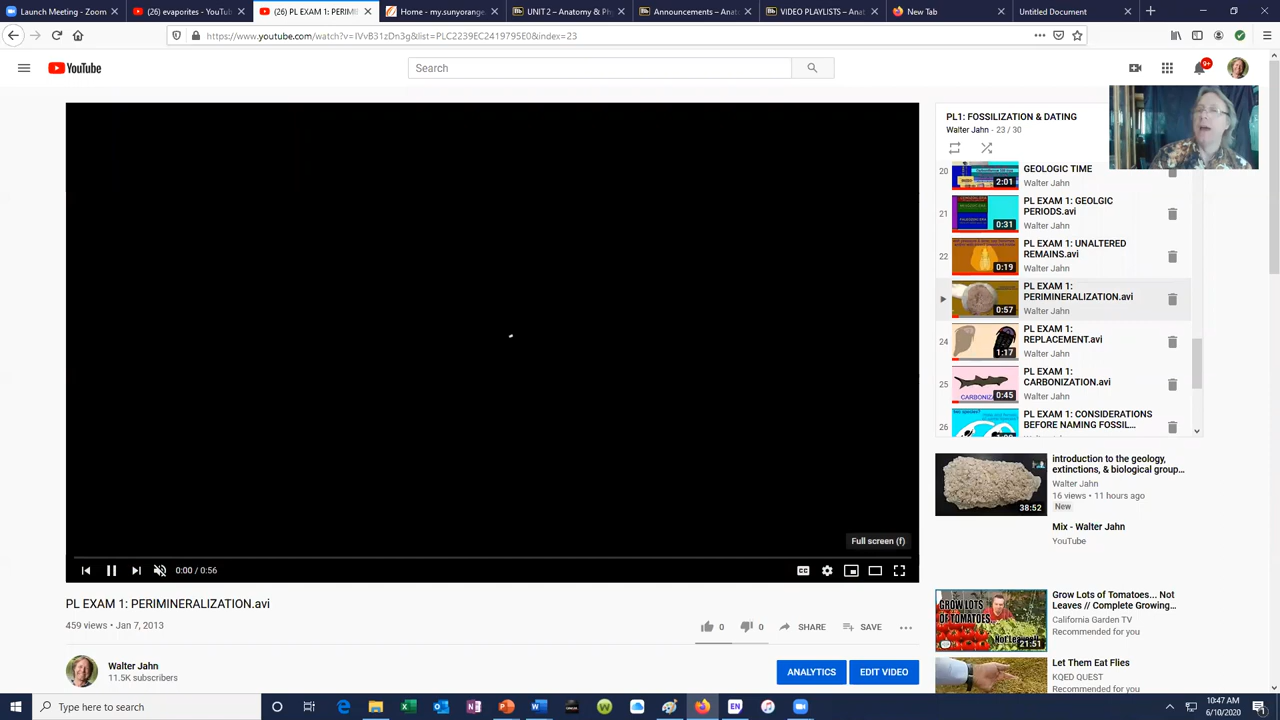 Launch Meeting - Zoom
(26) evaporites - YouTube
(26) PL EXAM 1: PERIMI
Home - my.sunyorange.
UNIT 2 – Anatomy & Phy
Announcements – Anat
VIDEO PLAYLISTS – Anat
New Tab
Untitled Document
https://www.youtube.com/watch?v=IVvB31zDn3g&list=PLC2239EC2419795E0&index=23
YouTube
Search
9+
PL1: FOSSILIZATION & DATING
Walter Jahn - 23 / 30
20
2:01
GEOLOGIC TIME
Walter Jahn
21
0:31
PL EXAM 1: GEOLGIC
PERIODS.avi
Walter Jahn
22
0:19
PL EXAM 1: UNALTERED
REMAINS.avi
Walter Jahn
0:57
PL EXAM 1:
PERIMINERALIZATION.avi
Walter Jahn
24
1:17
PL EXAM 1:
REPLACEMENT.avi
Walter Jahn
25
CARBONIZ
0:45
PL EXAM 1:
CARBONIZATION.avi
Walter Jahn
26
PL EXAM 1: CONSIDERATIONS
BEFORE NAMING FOSSIL...
Full screen (f)
0:00 / 0:56
CC
PL EXAM 1: PERIMINERALIZATION.avi
459 views • Jan 7, 2013
0
0
SHARE
SAVE
Walter Jahn
11.5K subscribers
ANALYTICS
EDIT VIDEO
38:52
introduction to the geology,
extinctions, & biological group...
Walter Jahn
16 views • 11 hours ago
New
Mix - Walter Jahn
YouTube
GROW LOTS
OF TOMATOES...
Not Leaves!
21:51
Grow Lots of Tomatoes... Not
Leaves // Complete Growing...
California Garden TV
Recommended for you
Let Them Eat Flies
KQED QUEST
Recommended for you
Type here to search
10:47 AM
6/10/2020